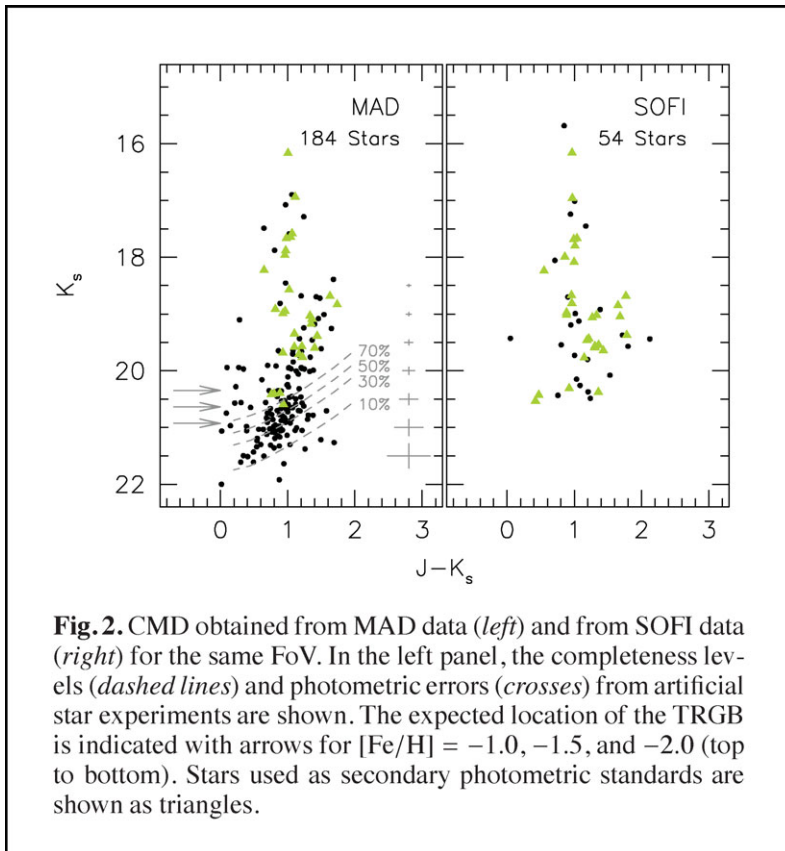 MAD
184 Stars
SOFI
54 Stars
16
18
20
22
K_s
70%
50%
30%
10%
0 1 2 3
0 1 2 3
J−K_s
Fig. 2. CMD obtained from MAD data (left) and from SOFI data
(right) for the same FoV. In the left panel, the completeness lev-
els (dashed lines) and photometric errors (crosses) from artificial
star experiments are shown. The expected location of the TRGB
is indicated with arrows for [Fe/H] = −1.0, −1.5, and −2.0 (top
to bottom). Stars used as secondary photometric standards are
shown as triangles.